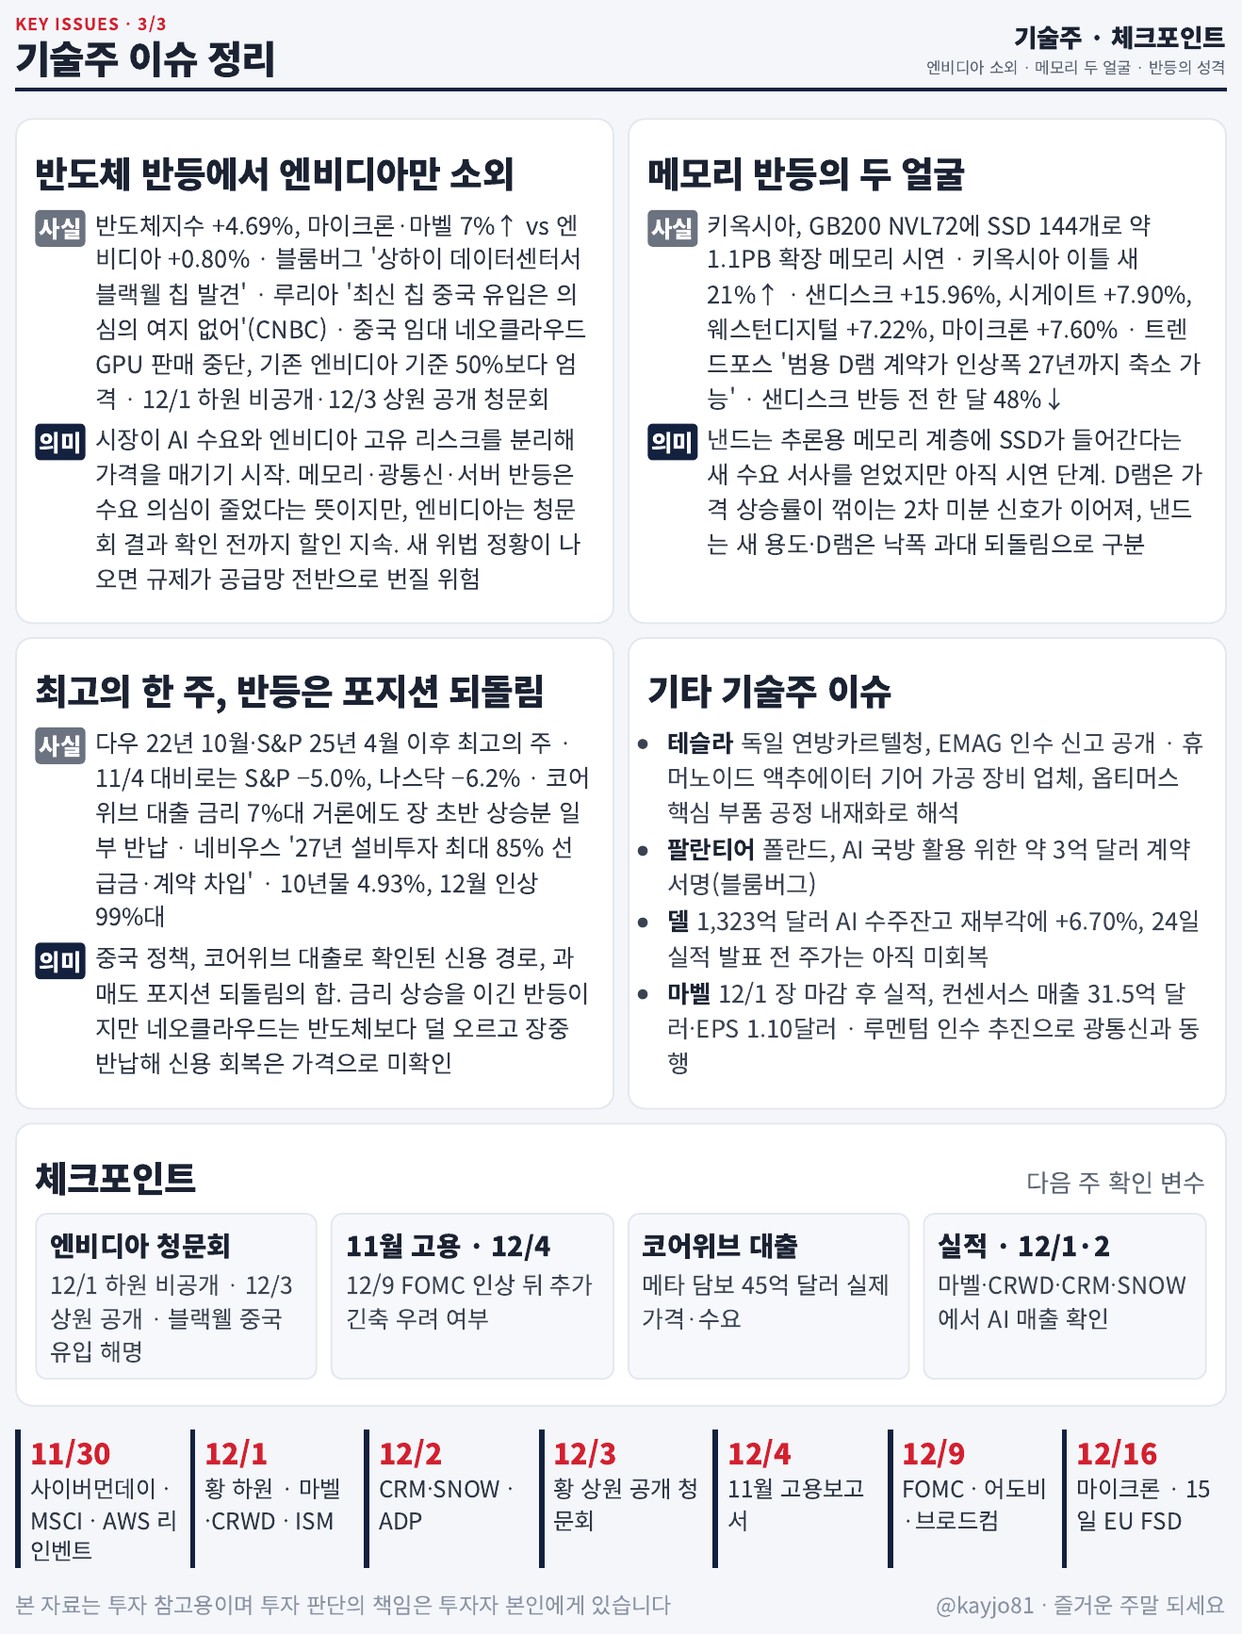 KEY ISSUES · 3/3
기술주 이슈 정리
기술주 · 체크포인트
엔비디아 소외 · 메모리 두 얼굴 · 반등의 성격
반도체 반등에서 엔비디아만 소외
사실 반도체지수 +4.69%, 마이크론·마벨 7%↑ vs 엔
비디아 +0.80% · 블룸버그 '상하이 데이터센터서
블랙웰 칩 발견' · 루리아 '최신 칩 중국 유입은 의
심의 여지 없어'(CNBC) · 중국 임대 네오클라우드
GPU 판매 중단, 기존 엔비디아 기준 50%보다 엄
격 · 12/1 하원 비공개·12/3 상원 공개 청문회
의미 시장이 AI 수요와 엔비디아 고유 리스크를 분리해
가격을 매기기 시작. 메모리·광통신·서버 반등은
수요 의심이 줄었다는 뜻이지만, 엔비디아는 청문
회 결과 확인 전까지 할인 지속. 새 위법 정황이 나
오면 규제가 공급망 전반으로 번질 위험
메모리 반등의 두 얼굴
사실 키옥시아, GB200 NVL72에 SSD 144개로 약
1.1PB 확장 메모리 시연 · 키옥시아 이틀 새
21%↑ · 샌디스크 +15.96%, 시게이트 +7.90%,
웨스턴디지털 +7.22%, 마이크론 +7.60% · 트렌
드포스 '범용 D램 계약가 인상폭 27년까지 축소 가
능' · 샌디스크 반등 전 한 달 48%↓
의미 낸드는 추론용 메모리 계층에 SSD가 들어간다는
새 수요 서사를 얻었지만 아직 시연 단계. D램은 가
격 상승률이 꺾이는 2차 미분 신호가 이어져, 낸드
는 새 용도·D램은 낙폭 과대 되돌림으로 구분
최고의 한 주, 반등은 포지션 되돌림
사실 다우 22년 10월·S&P 25년 4월 이후 최고의 주 ·
11/4 대비로는 S&P −5.0%, 나스닥 −6.2% · 코어
위브 대출 금리 7%대 거론에도 장 초반 상승분 일
부 반납 · 네비우스 '27년 설비투자 최대 85% 선
급금·계약 차입' · 10년물 4.93%, 12월 인상
99%대
의미 중국 정책, 코어위브 대출로 확인된 신용 경로, 과
매도 포지션 되돌림의 합. 금리 상승을 이긴 반등이
지만 네오클라우드는 반도체보다 덜 오르고 장중
반납해 신용 회복은 가격으로 미확인
기타 기술주 이슈
• 테슬라 독일 연방카르텔청, EMAG 인수 신고 공개 · 휴
머노이드 액추에이터 기어 가공 장비 업체, 옵티머스
핵심 부품 공정 내재화로 해석
• 팔란티어 폴란드, AI 국방 활용 위한 약 3억 달러 계약
서명(블룸버그)
• 델 1,323억 달러 AI 수주잔고 재부각에 +6.70%, 24일
실적 발표 전 주가는 아직 미회복
• 마벨 12/1 장 마감 후 실적, 컨센서스 매출 31.5억 달
러·EPS 1.10달러 · 루멘텀 인수 추진으로 광통신과 동
행
체크포인트
다음 주 확인 변수
엔비디아 청문회
12/1 하원 비공개 · 12/3
상원 공개 · 블랙웰 중국
유입 해명
11월 고용 · 12/4
12/9 FOMC 인상 뒤 추가
긴축 우려 여부
코어위브 대출
메타 담보 45억 달러 실제
가격·수요
실적 · 12/1·2
마벨·CRWD·CRM·SNOW
에서 AI 매출 확인
11/30
사이버먼데이 ·
MSCI · AWS 리
인벤트
12/1
황 하원 · 마벨
·CRWD · ISM
12/2
CRM·SNOW ·
ADP
12/3
황 상원 공개 청
문회
12/4
11월 고용보고
서
12/9
FOMC · 어도비
· 브로드컴
12/16
마이크론 · 15
일 EU FSD
본 자료는 투자 참고용이며 투자 판단의 책임은 투자자 본인에게 있습니다
@kayjo81 · 즐거운 주말 되세요